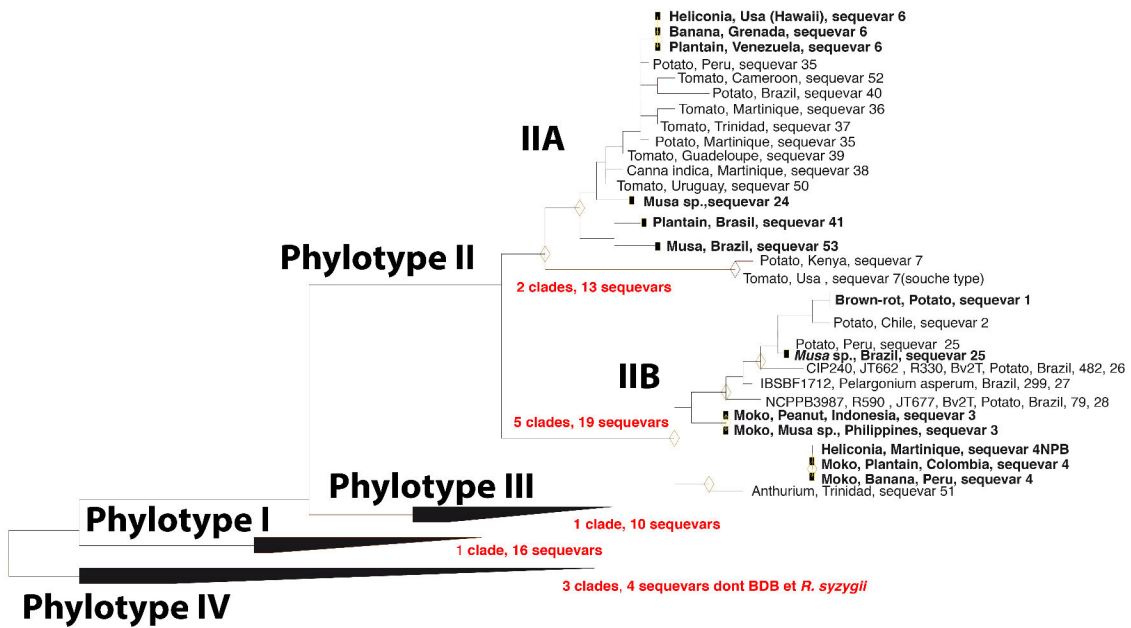 Heliconia, Usa (Hawaii), sequevar 6
Banana, Grenada, sequevar 6
Plantain, Venezuela, sequevar 6
Potato, Peru, sequevar 35
Tomato, Cameroon, sequevar 52
Potato, Brazil, sequevar 40
Tomato, Martinique, sequevar 36
Tomato, Trinidad, sequevar 37
IIA
Potato, Martinique, sequevar 35
Tomato, Guadeloupe, sequevar 39
Canna indica, Martinique, sequevar 38
Tomato, Uruguay, sequevar 50
Musa sp.,sequevar 24
Plantain, Brasil, sequevar 41
Musa, Brazil, sequevar 53
Phylotype II
Potato, Kenya, sequevar 7
Tomato, Usa , sequevar 7(souche type)
2 clades, 13 sequevars
Brown-rot, Potato, sequevar 1
Potato, Chile, sequevar 2
Potato, Peru, sequevar 25
Musa sp., Brazil, sequevar 25
CIP240, JT662 , R330, Bv2T, Potato, Brazil, 482, 26
IIB
IBSBF1712, Pelargonium asperum, Brazil, 299, 27
NCPPB3987, R590 , JT677, Bv2T, Potato, Brazil, 79, 28
Moko, Peanut, Indonesia, sequevar 3
5 clades, 19 sequevars
Moko, Musa sp., Philippines, sequevar 3
Heliconia, Martinique, sequevar 4NPB
Moko, Plantain, Colombia, sequevar 4
Moko, Banana, Peru, sequevar 4
Anthurium, Trinidad, sequevar 51
Phylotype III
Phylotype I
1 clade, 10 sequevars
1 clade, 16 sequevars
3 clades, 4 sequevars dont BDB et R. syzygii
Phylotype IV